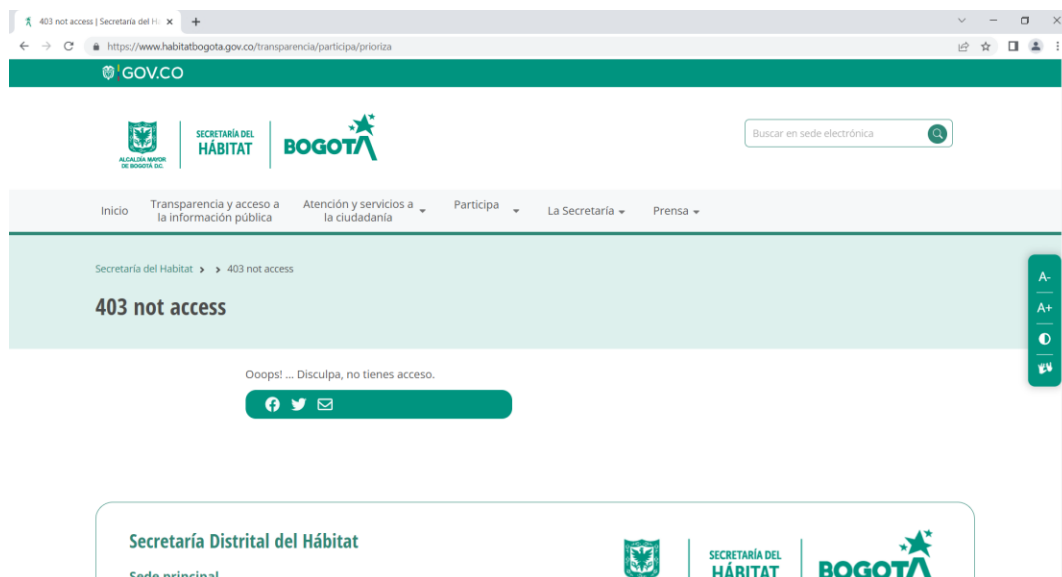 403 not access | Secretaría del H
https://www.habitatbogota.gov.co/transparencia/participa/prioriza
GOV.CO
ALCALDÍA MAYOR
DE BOGOTÁ D.C.
SECRETARÍA DEL
HÁBITAT
BOGOTÁ
Buscar en sede electrónica
Inicio
Transparencia y acceso a
la información pública
Atención y servicios a
la ciudadanía
Participa
La Secretaría
Prensa
Secretaría del Habitat > > 403 not access
403 not access
A-
A+
Ooops! ... Disculpa, no tienes acceso.
Secretaría Distrital del Hábitat
Sede principal
SECRETARÍA DEL
HÁBITAT
BOGOTÁ